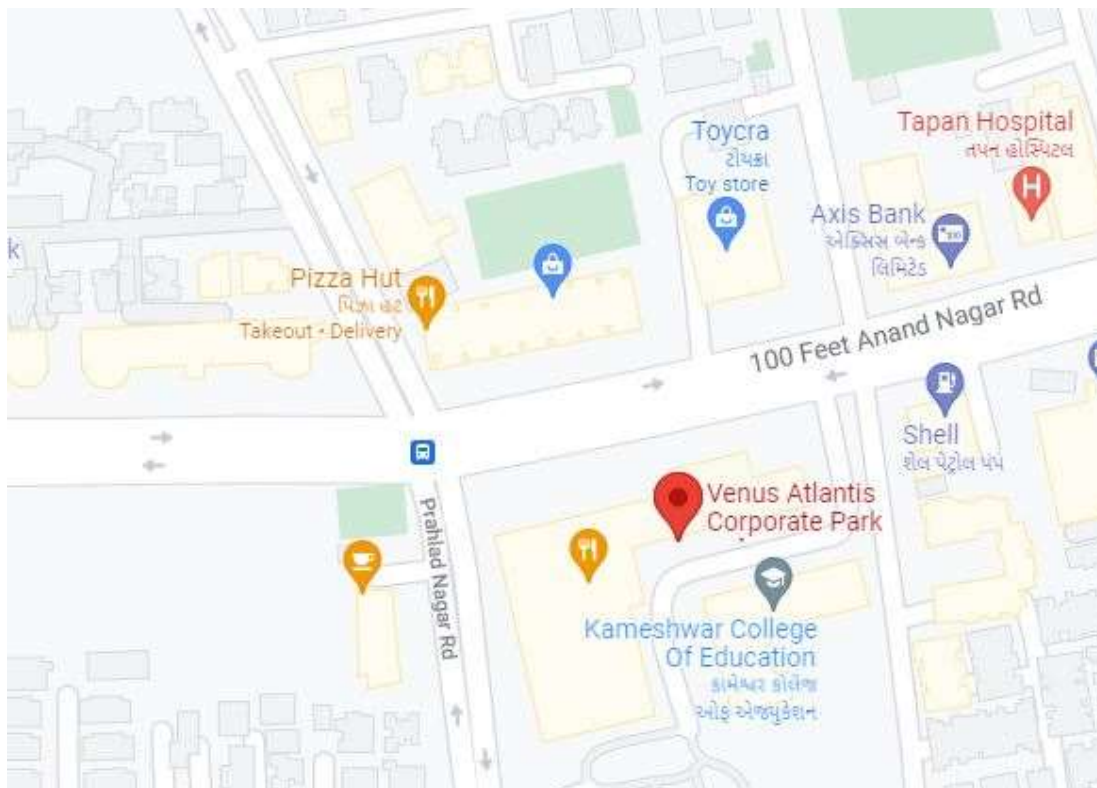 Toycra
ટોયક્રા
Toy store
Tapan Hospital
તપન હોસ્પિટલ
Axis Bank
એક્સિસ બેન્ક
લિમિટેડ
k
Pizza Hut
પિઝા હટ
Takeout • Delivery
100 Feet Anand Nagar Rd
Shell
શેલ પેટ્રોલ પંપ
Venus Atlantis
Corporate Park
Prahlad Nagar Rd
Kameshwar College
Of Education
કામેશ્વર કોલેજ
ઓફ એજ્યુકેશન
H